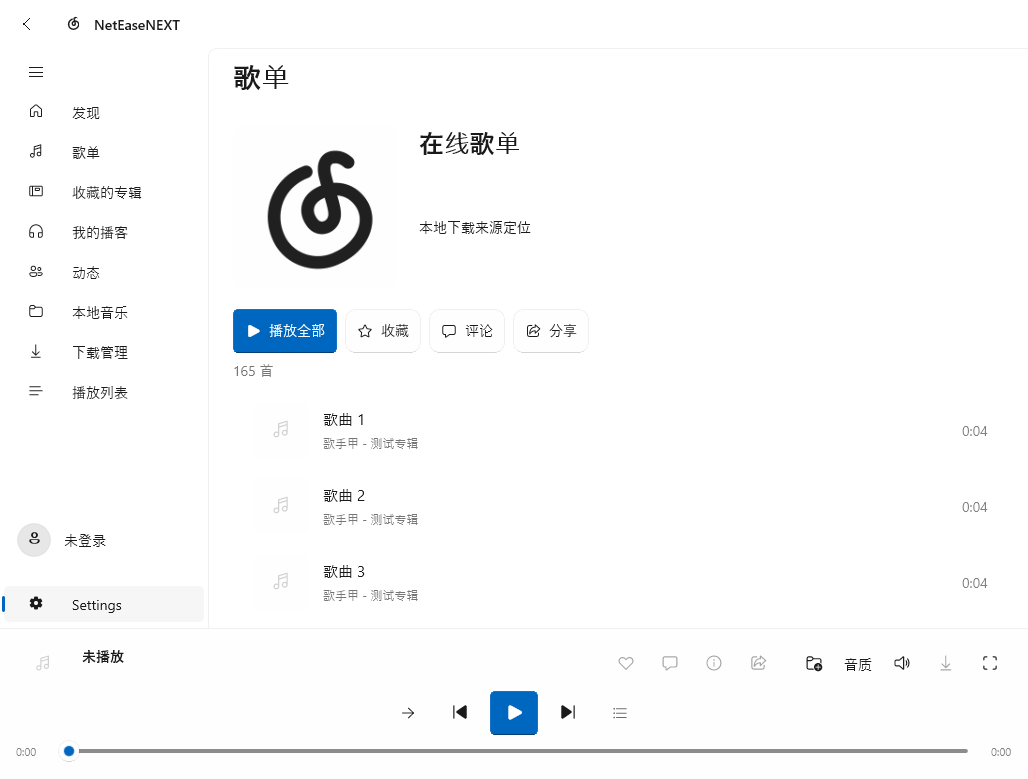 NetEaseNEXT
发现
歌单
收藏的专辑
我的播客
动态
本地音乐
下载管理
播放列表
未登录
Settings
歌单
在线歌单
本地下载来源定位
播放全部
收藏
评论
分享
165 首
歌曲 1
歌手甲 - 测试专辑
0:04
歌曲 2
歌手甲 - 测试专辑
0:04
歌曲 3
歌手甲 - 测试专辑
0:04
未播放
音质
0:00
0:00